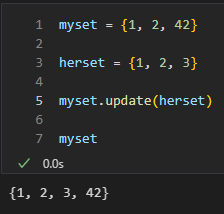 1 myset = {1, 2, 42}
2
3 herset = {1, 2, 3}
4
5 myset.update(herset)
6
7 myset
✓ 0.0s
{1, 2, 3, 42}